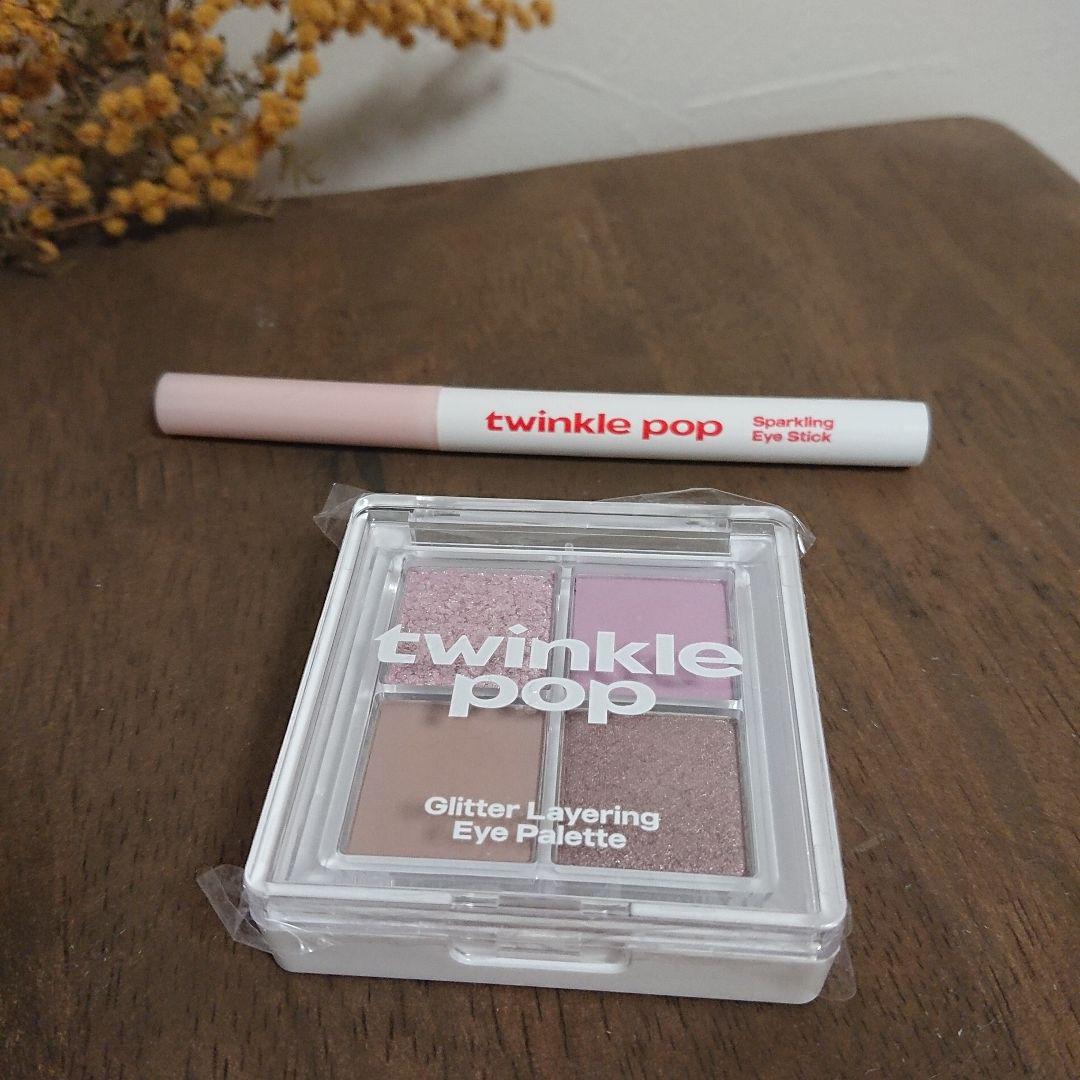 twinkle pop
Sparkling
Eye Stick
twinkle
pop
Glitter Layering
Eye Palette